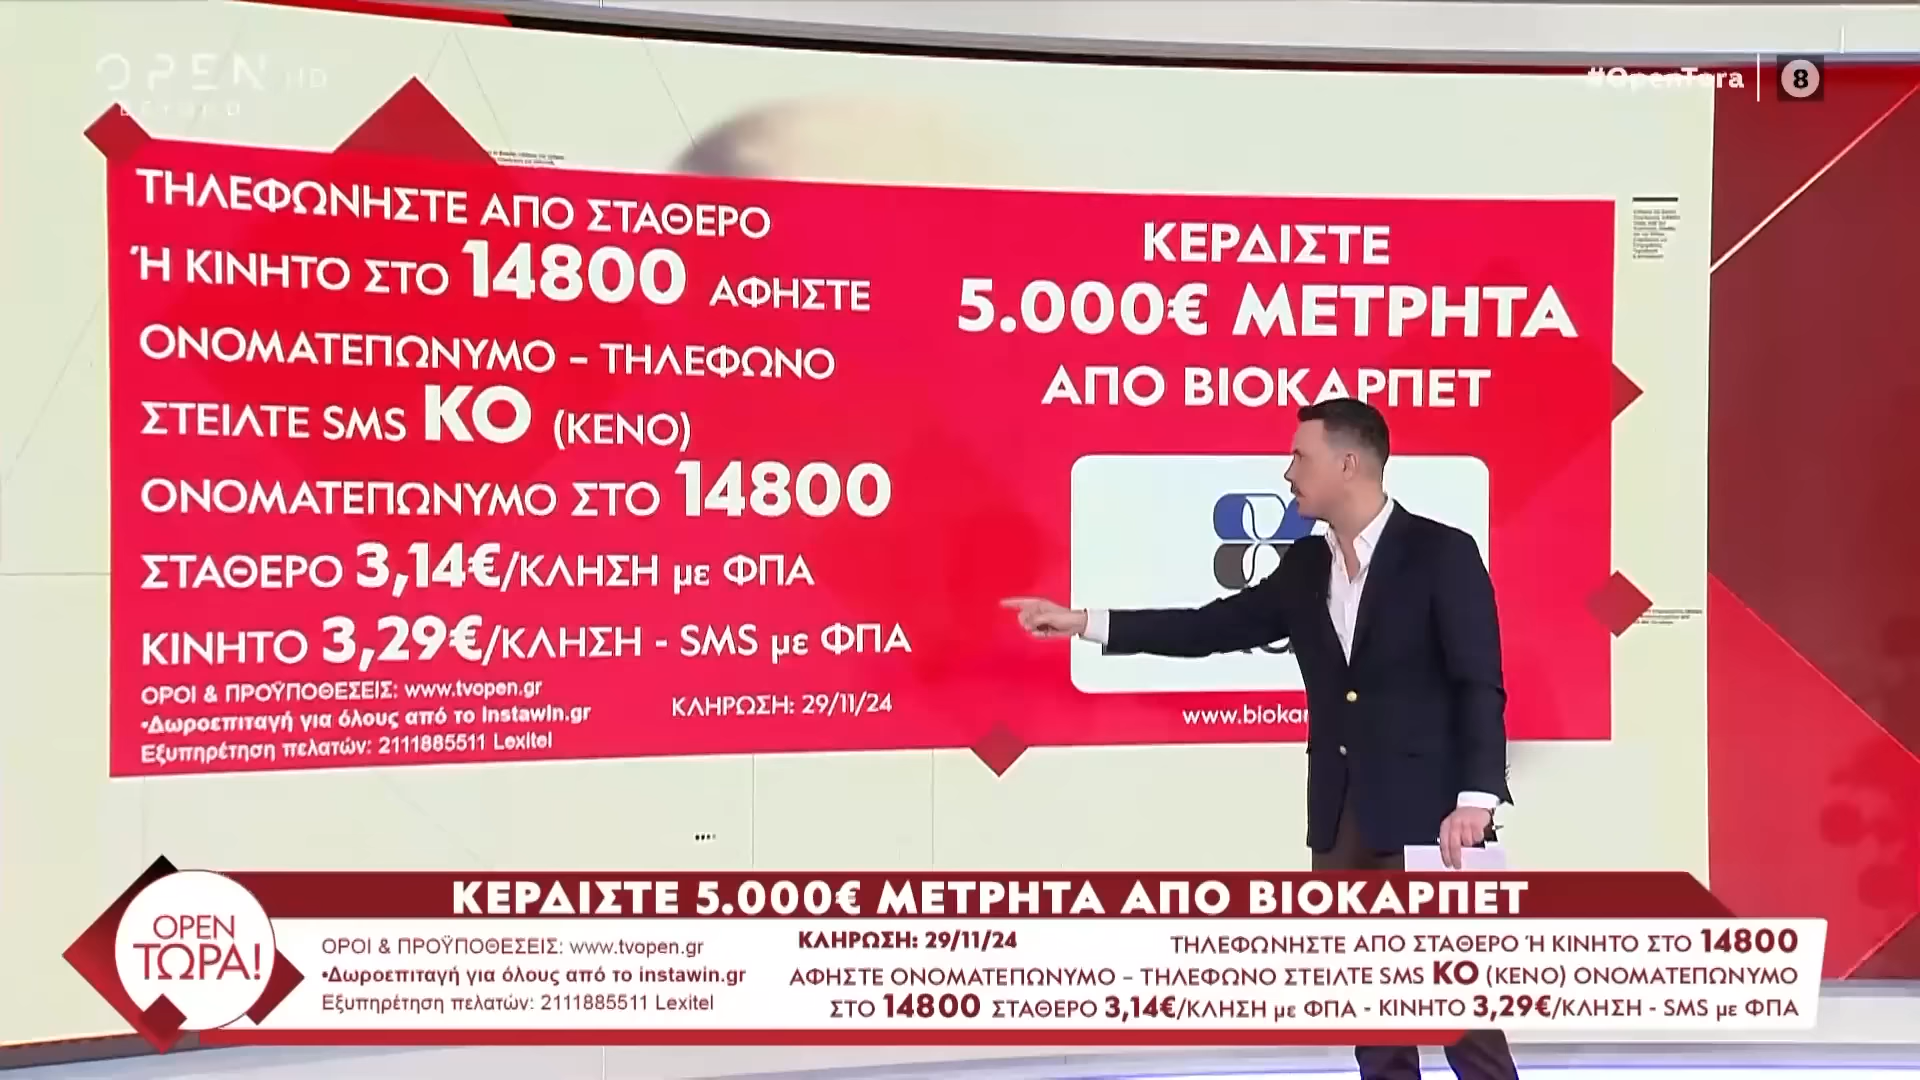 OPEN HD
BEYOND
#OpenTora
8
ΤΗΛΕΦΩΝΗΣΤΕ ΑΠΟ ΣΤΑΘΕΡΟ
Ή ΚΙΝΗΤΟ ΣΤΟ 14800 ΑΦΗΣΤΕ
ΟΝΟΜΑΤΕΠΩΝΥΜΟ – ΤΗΛΕΦΩΝΟ
ΣΤΕΙΛΤΕ SMS ΚΟ (ΚΕΝΟ)
ΟΝΟΜΑΤΕΠΩΝΥΜΟ ΣΤΟ 14800
ΣΤΑΘΕΡΟ 3,14€/ΚΛΗΣΗ με ΦΠΑ
ΚΙΝΗΤΟ 3,29€/ΚΛΗΣΗ - SMS με ΦΠΑ
ΟΡΟΙ & ΠΡΟΫΠΟΘΕΣΕΙΣ: www.tvopen.gr
•Δωροεπιταγή για όλους από το instawin.gr
Εξυπηρέτηση πελατών: 2111885511 Lexitel
ΚΛΗΡΩΣΗ: 29/11/24
ΚΕΡΔΙΣΤΕ
5.000€ ΜΕΤΡΗΤΑ
ΑΠΟ ΒΙΟΚΑΡΠΕΤ
www.bioka
OPEN
ΤΩΡΑ!
ΚΕΡΔΙΣΤΕ 5.000€ ΜΕΤΡΗΤΑ ΑΠΟ ΒΙΟΚΑΡΠΕΤ
ΟΡΟΙ & ΠΡΟΫΠΟΘΕΣΕΙΣ: www.tvopen.gr
•Δωροεπιταγή για όλους από το instawin.gr
Εξυπηρέτηση πελατών: 2111885511 Lexitel
ΚΛΗΡΩΣΗ: 29/11/24 ΤΗΛΕΦΩΝΗΣΤΕ ΑΠΟ ΣΤΑΘΕΡΟ Ή ΚΙΝΗΤΟ ΣΤΟ 14800
ΑΦΗΣΤΕ ΟΝΟΜΑΤΕΠΩΝΥΜΟ – ΤΗΛΕΦΩΝΟ ΣΤΕΙΛΤΕ SMS ΚΟ (ΚΕΝΟ) ΟΝΟΜΑΤΕΠΩΝΥΜΟ
ΣΤΟ 14800 ΣΤΑΘΕΡΟ 3,14€/ΚΛΗΣΗ με ΦΠΑ - ΚΙΝΗΤΟ 3,29€/ΚΛΗΣΗ - SMS με ΦΠΑ